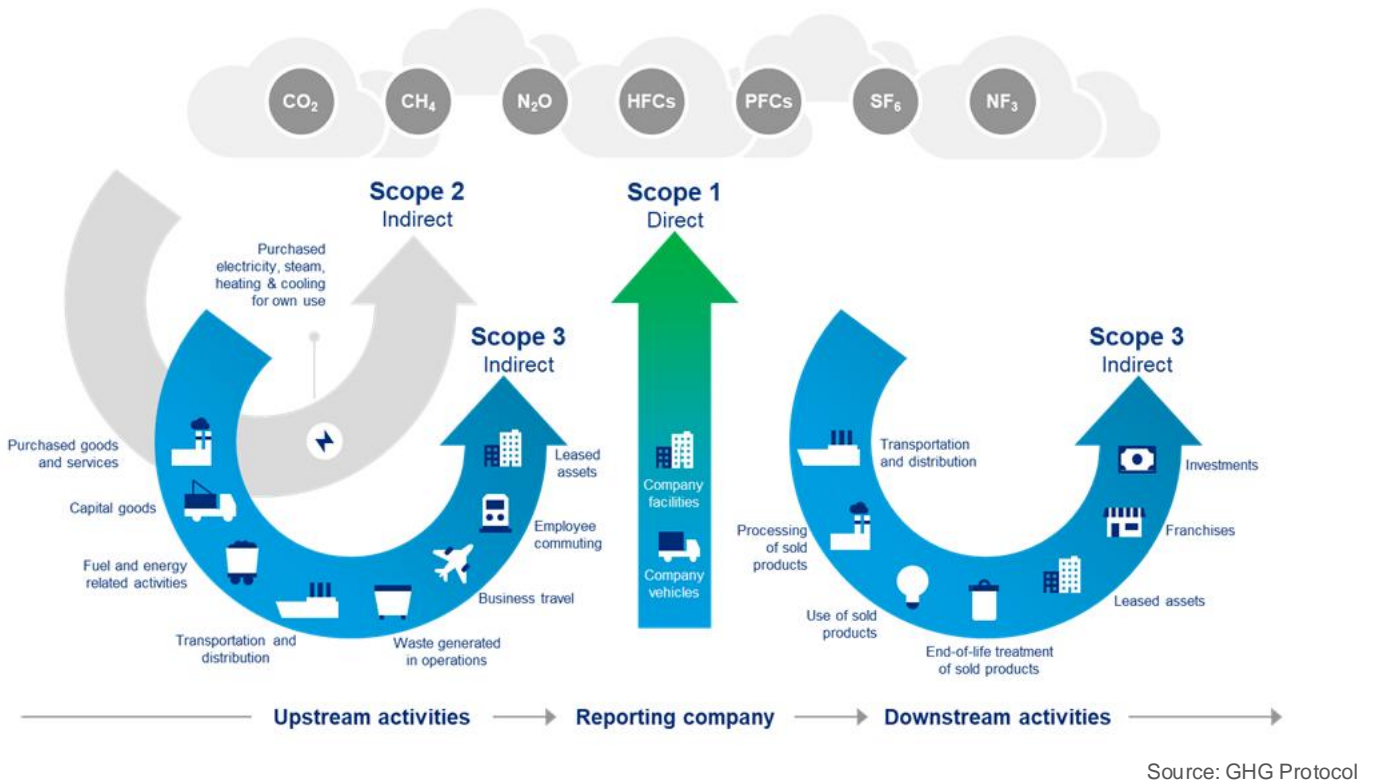 CO₂
CH₄
N₂O
HFCs
PFCs
SF₆
NF₃
Scope 2
Indirect
Scope 1
Direct
Purchased
electricity, steam,
heating & cooling
for own use
Scope 3
Indirect
Scope 3
Indirect
Purchased goods
and services
Capital goods
Fuel and energy
related activities
Transportation and
distribution
Waste generated
in operations
Business travel
Employee
commuting
Leased
assets
Company
facilities
Company
vehicles
Transportation
and distribution
Processing
of sold
products
Use of sold
products
End-of-life treatment
of sold products
Leased assets
Franchises
Investments
Upstream activities
Reporting company
Downstream activities
Source: GHG Protocol